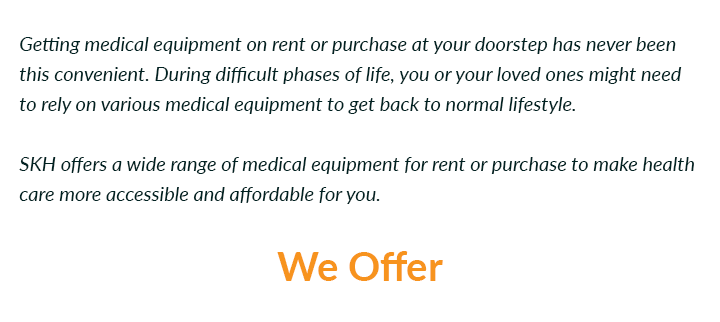 Getting medical equipment on rent or purchase at your doorstep has never been
this convenient. During difficult phases of life, you or your loved ones might need
to rely on various medical equipment to get back to normal lifestyle.
SKH offers a wide range of medical equipment for rent or purchase to make health
care more accessible and affordable for you.
We Offer